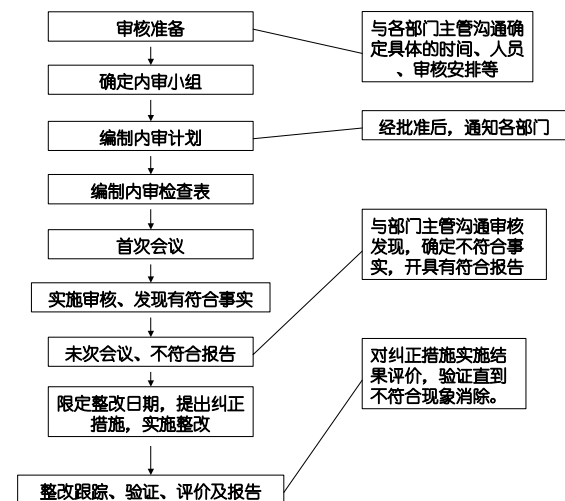 审核准备
与各部门主管沟通确
定具体的时间、人员
、审核安排等
确定内审小组
编制内审计划
经批准后，通知各部门
编制内审检查表
首次会议
与部门主管沟通审核
发现，确定不符合事
实，开具有符合报告
实施审核、发现有符合事实
未次会议、不符合报告
对纠正措施实施结
果评价，验证直到
不符合现象消除。
限定整改日期，提出纠正
措施，实施整改
整改跟踪、验证、评价及报告